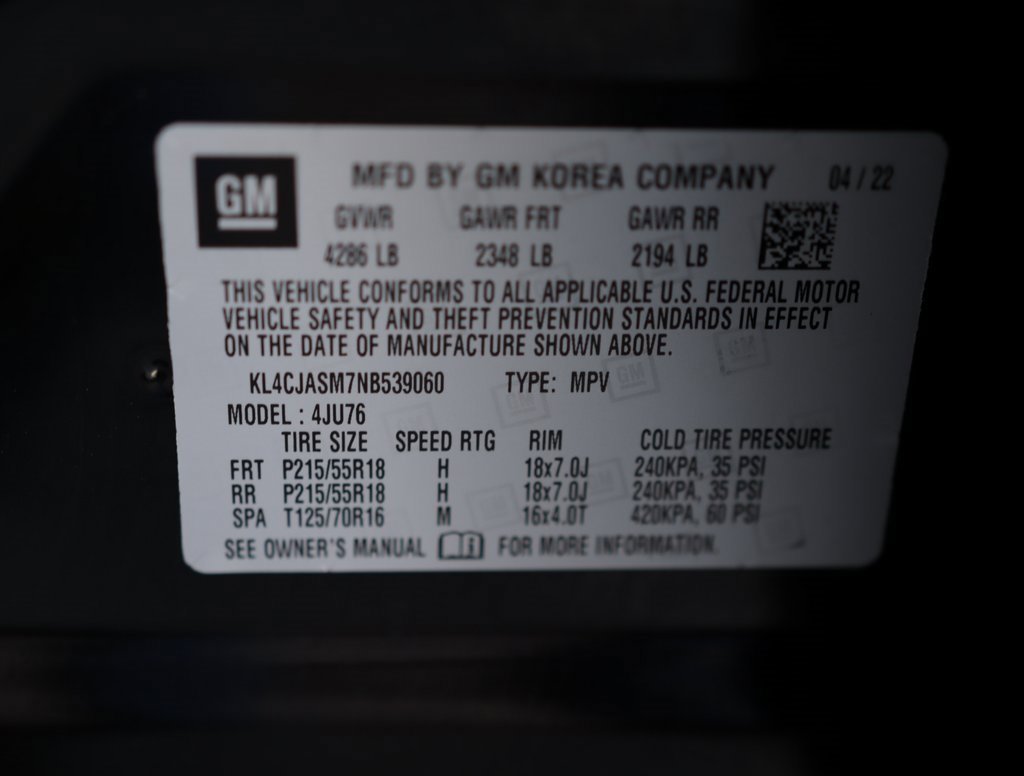 GM
MFD BY GM KOREA COMPANY 04 / 22
GVWR GAWR FRT GAWR RR
4286 LB 2348 LB 2194 LB
THIS VEHICLE CONFORMS TO ALL APPLICABLE U.S. FEDERAL MOTOR
VEHICLE SAFETY AND THEFT PREVENTION STANDARDS IN EFFECT
ON THE DATE OF MANUFACTURE SHOWN ABOVE.
KL4CJASM7NB539060 TYPE: MPV
MODEL : 4JU76
TIRE SIZE SPEED RTG RIM COLD TIRE PRESSURE
FRT P215/55R18 H 18x7.0J 240KPA, 35 PSI
RR P215/55R18 H 18x7.0J 240KPA, 35 PSI
SPA T125/70R16 M 16x4.0T 420KPA, 60 PSI
SEE OWNER'S MANUAL i FOR MORE INFORMATION.